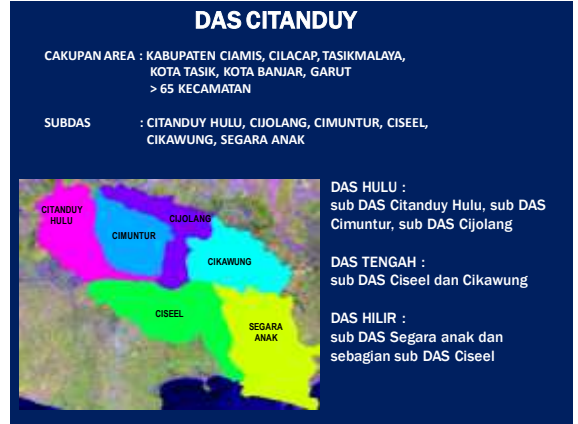 DAS CITANDUY
CAKUPAN AREA : KABUPATEN CIAMIS, CILACAP, TASIKMALAYA,
KOTA TASIK, KOTA BANJAR, GARUT
> 65 KECAMATAN
SUBDAS : CITANDUY HULU, CIJOLANG, CIMUNTUR, CISEEL,
CIKAWUNG, SEGARA ANAK
CITANDUY
HULU
CIMUNTUR
CIJOLANG
CIKAWUNG
CISEEL
SEGARA
ANAK
DAS HULU :
sub DAS Citanduy Hulu, sub DAS
Cimuntur, sub DAS Cijolang
DAS TENGAH :
sub DAS Ciseel dan Cikawung
DAS HILIR :
sub DAS Segara anak dan
sebagian sub DAS Ciseel